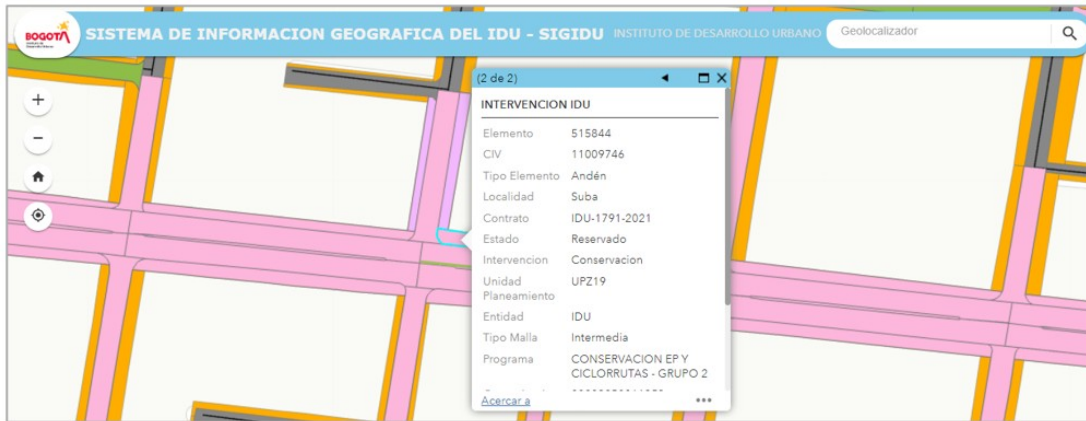 BOGOTÁ
SISTEMA DE INFORMACION GEOGRAFICA DEL IDU - SIGIDU INSTITUTO DE DESARROLLO URBANO
Geolocalizador
(2 de 2)
INTERVENCION IDU
Elemento 515844
CIV 11009746
Tipo Elemento Andén
Localidad Suba
Contrato IDU-1791-2021
Estado Reservado
Intervencion Conservacion
Unidad UPZ19
Planeamiento
Entidad IDU
Tipo Malla Intermedia
Programa CONSERVACION EP Y
CICLORRUTAS - GRUPO 2
Acercar a